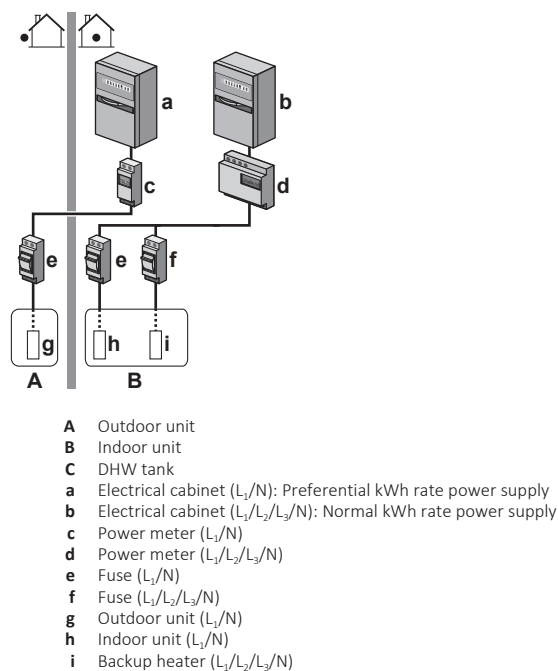 a
b
c
d
e
e
f
g
h
i
A
B
A Outdoor unit
B Indoor unit
C DHW tank
a Electrical cabinet (L₁/N): Preferential kWh rate power supply
b Electrical cabinet (L₁/L₂/L₃/N): Normal kWh rate power supply
c Power meter (L₁/N)
d Power meter (L₁/L₂/L₃/N)
e Fuse (L₁/N)
f Fuse (L₁/L₂/L₃/N)
g Outdoor unit (L₁/N)
h Indoor unit (L₁/N)
i Backup heater (L₁/L₂/L₃/N)